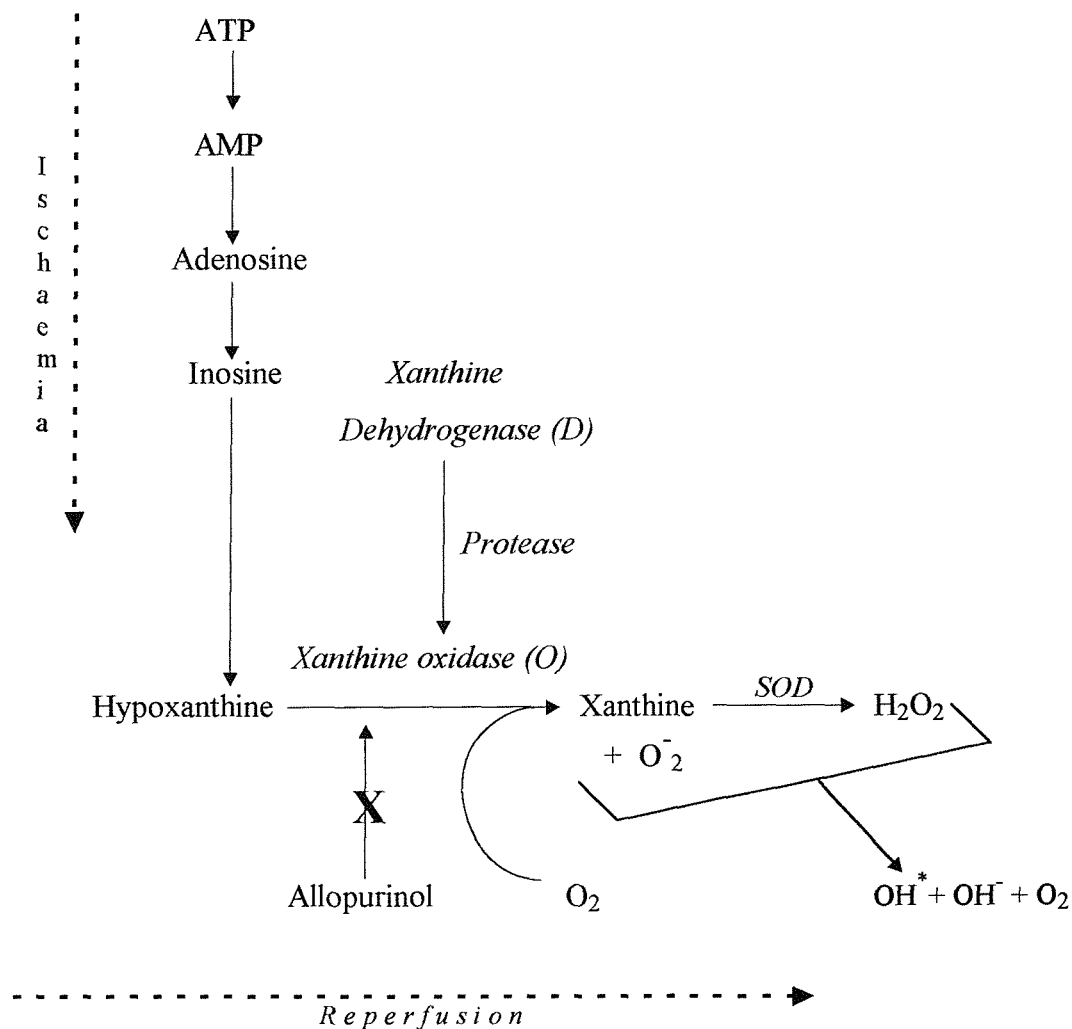 ATP
AMP
Adenosine
Inosine
Ischaemia
Xanthine
Dehydrogenase (D)
Protease
Xanthine oxidase (O)
Hypoxanthine
Xanthine
SOD
H₂O₂
+ O⁻₂
X
Allopurinol
O₂
OH* + OH⁻ + O₂
Reperfusion